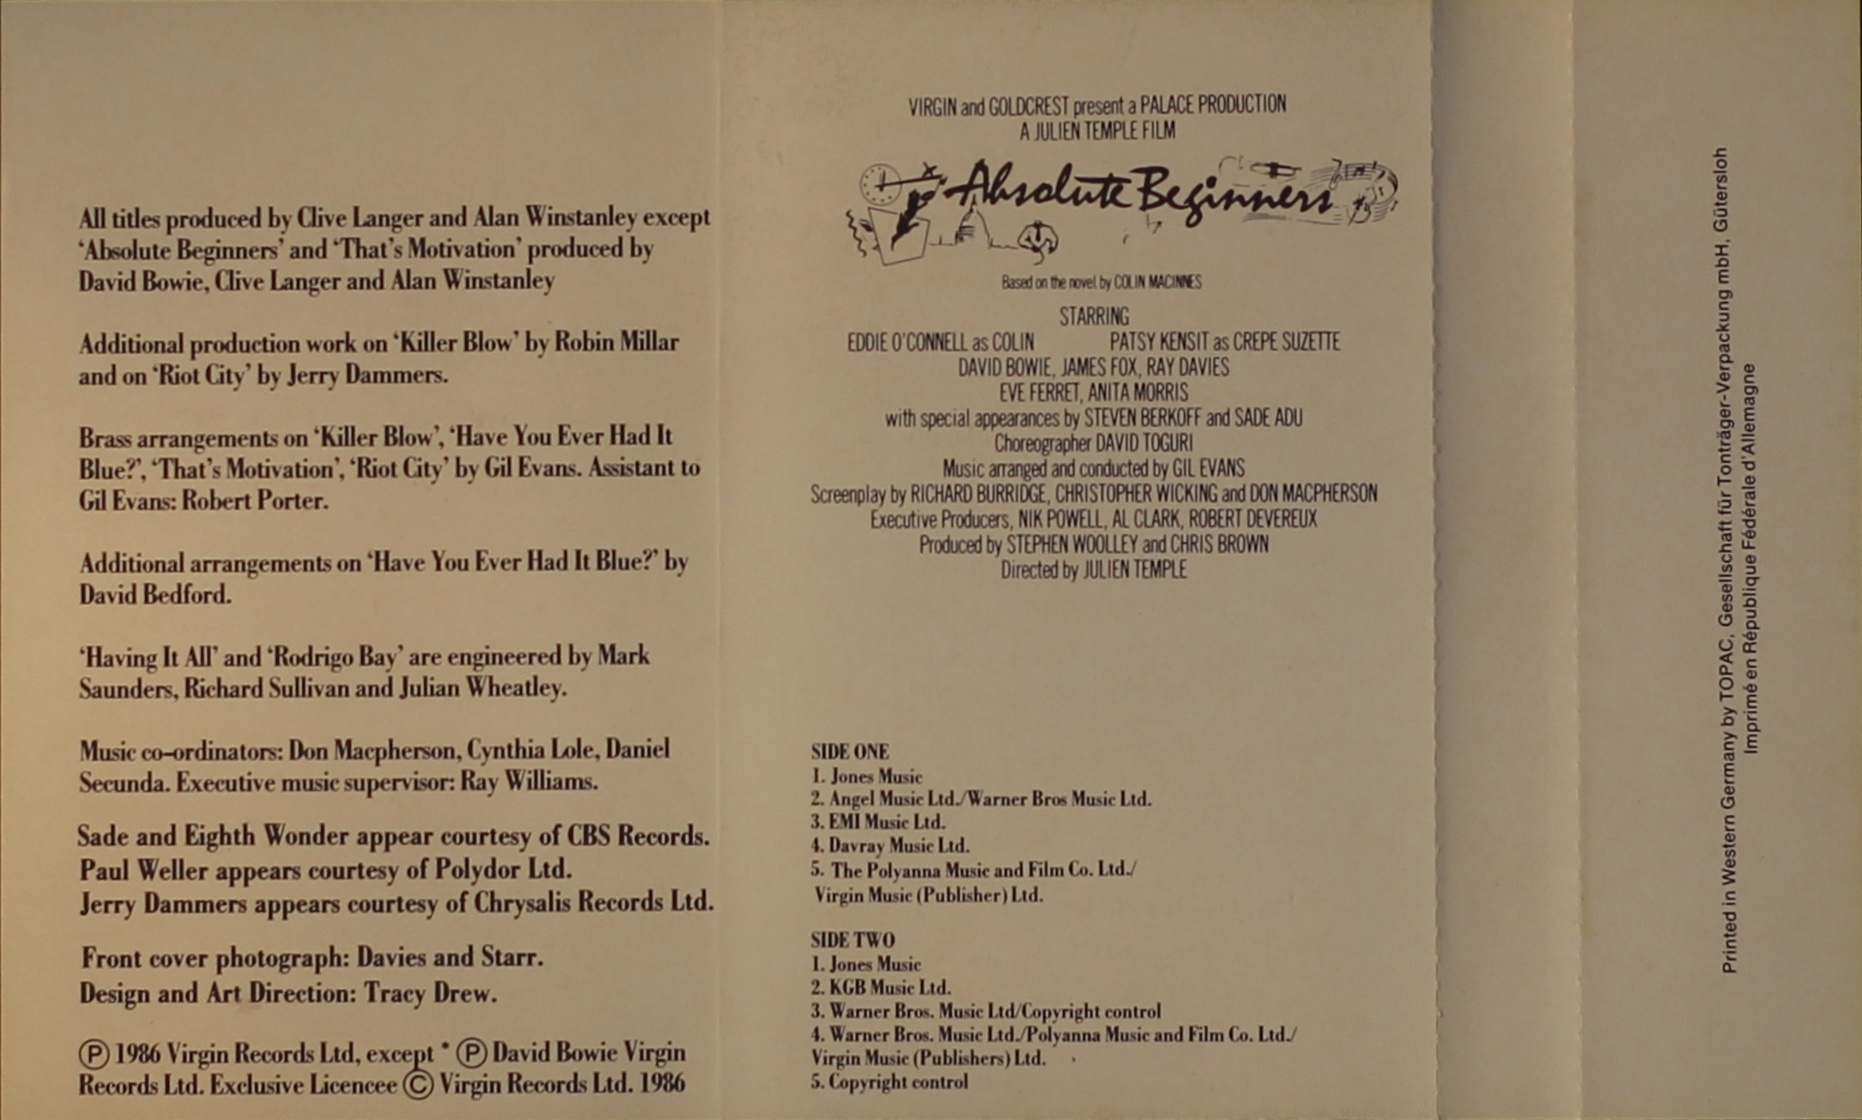 All titles produced by Clive Langer and Alan Winstanley except
‘Absolute Beginners’ and ‘That’s Motivation’ produced by
David Bowie, Clive Langer and Alan Winstanley
Additional production work on ‘Killer Blow’ by Robin Millar
and on ‘Riot City’ by Jerry Dammers.
Brass arrangements on ‘Killer Blow’, ‘Have You Ever Had It
Blue?’, ‘That’s Motivation’, ‘Riot City’ by Gil Evans. Assistant to
Gil Evans: Robert Porter.
Additional arrangements on ‘Have You Ever Had It Blue?’ by
David Bedford.
‘Having It All’ and ‘Rodrigo Bay’ are engineered by Mark
Saunders, Richard Sullivan and Julian Wheatley.
Music co-ordinators: Don Macpherson, Cynthia Lole, Daniel
Secunda. Executive music supervisor: Ray Williams.
Sade and Eighth Wonder appear courtesy of CBS Records.
Paul Weller appears courtesy of Polydor Ltd.
Jerry Dammers appears courtesy of Chrysalis Records Ltd.
Front cover photograph: Davies and Starr.
Design and Art Direction: Tracy Drew.
Ⓟ 1986 Virgin Records Ltd, except * Ⓟ David Bowie Virgin
Records Ltd. Exclusive Licencee Ⓒ Virgin Records Ltd. 1986
VIRGIN and GOLDCREST present a PALACE PRODUCTION
A JULIEN TEMPLE FILM
Absolute Beginners
Based on the novel by COLIN MACINNES
STARRING
EDDIE O'CONNELL as COLIN PATSY KENSIT as CREPE SUZETTE
DAVID BOWIE, JAMES FOX, RAY DAVIES
EVE FERRET, ANITA MORRIS
with special appearances by STEVEN BERKOFF and SADE ADU
Choreographer DAVID TOGURI
Music arranged and conducted by GIL EVANS
Screenplay by RICHARD BURRIDGE, CHRISTOPHER WICKING and DON MACPHERSON
Executive Producers, NIK POWELL, AL CLARK, ROBERT DEVEREUX
Produced by STEPHEN WOOLLEY and CHRIS BROWN
Directed by JULIEN TEMPLE
SIDE ONE
1. Jones Music
2. Angel Music Ltd./Warner Bros Music Ltd.
3. EMI Music Ltd.
4. Davray Music Ltd.
5. The Polyanna Music and Film Co. Ltd./
Virgin Music (Publisher) Ltd.
SIDE TWO
1. Jones Music
2. KGB Music Ltd.
3. Warner Bros. Music Ltd/Copyright control
4. Warner Bros. Music Ltd./Polyanna Music and Film Co. Ltd./
Virgin Music (Publishers) Ltd.
5. Copyright control
Printed in Western Germany by TOPAC, Gesellschaft für Tonträger-Verpackung mbH, Gütersloh
Imprimé en République Fédérale d'Allemagne